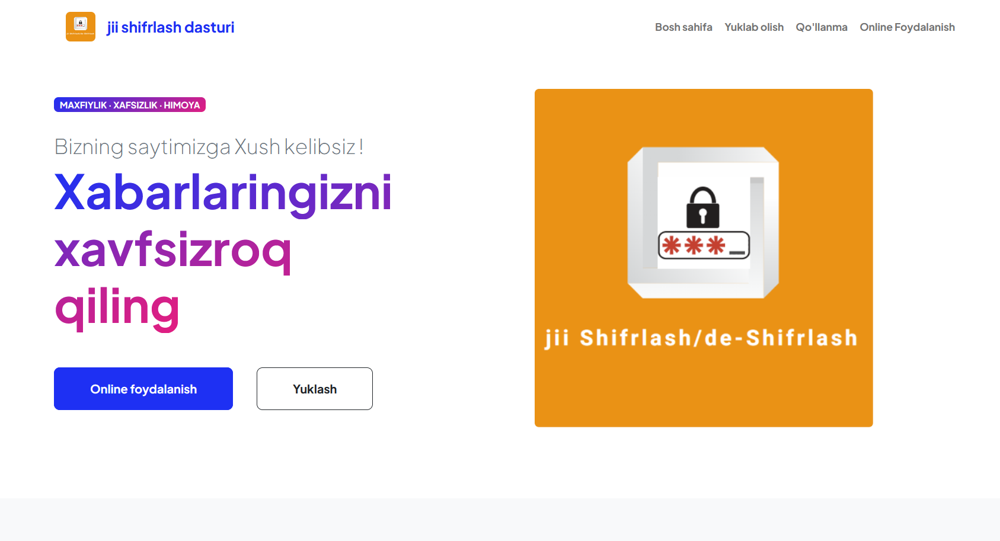 jii shifrlash dasturi
Bosh sahifa Yuklab olish Qo'llanma Online Foydalanish
MAXFIYLIK · XAFSIZLIK · HIMOYA
Bizning saytimizga Xush kelibsiz !
Xabarlaringizni
xavfsizroq
qiling
Online foydalanish Yuklash
***_
jii Shifrlash/de-Shifrlash